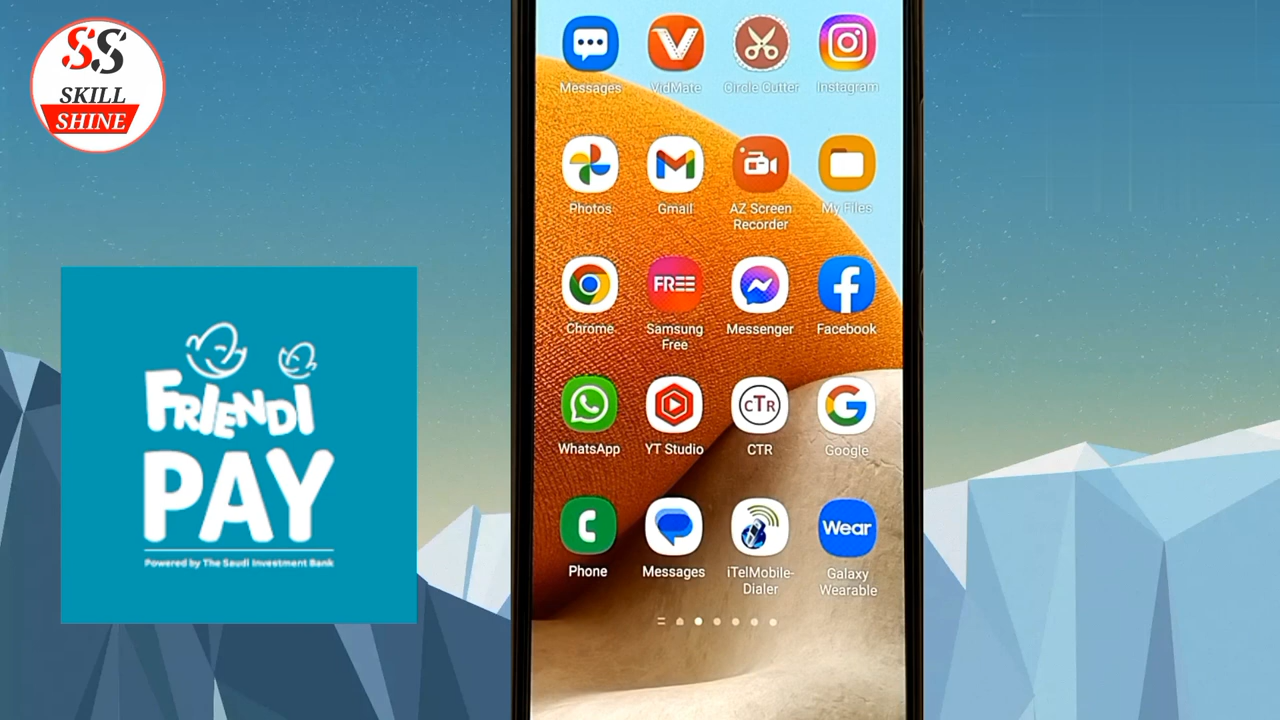 SS
SKILL
SHINE
FRIENDI
PAY
Powered by The Saudi Investment Bank
Messages
VidMate
Circle Cutter
Instagram
Photos
Gmail
AZ Screen
Recorder
My Files
FREE
Chrome
Samsung
Free
Messenger
Facebook
CTR
WhatsApp
YT Studio
CTR
Google
Wear
Phone
Messages
iTelMobile-
Dialer
Galaxy
Wearable